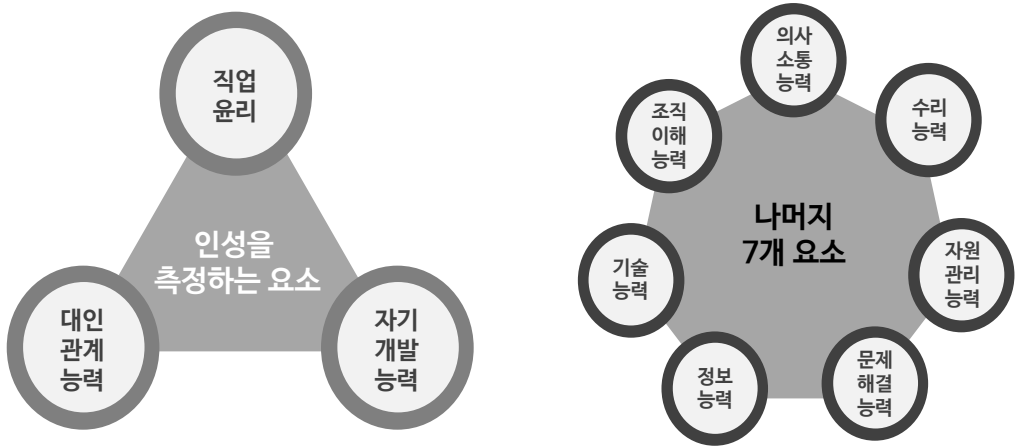 직업
윤리
인성을
측정하는 요소
대인
관계
능력
자기
개발
능력
의사
소통
능력
수리
능력
자원
관리
능력
문제
해결
능력
정보
능력
기술
능력
조직
이해
능력
나머지
7개 요소